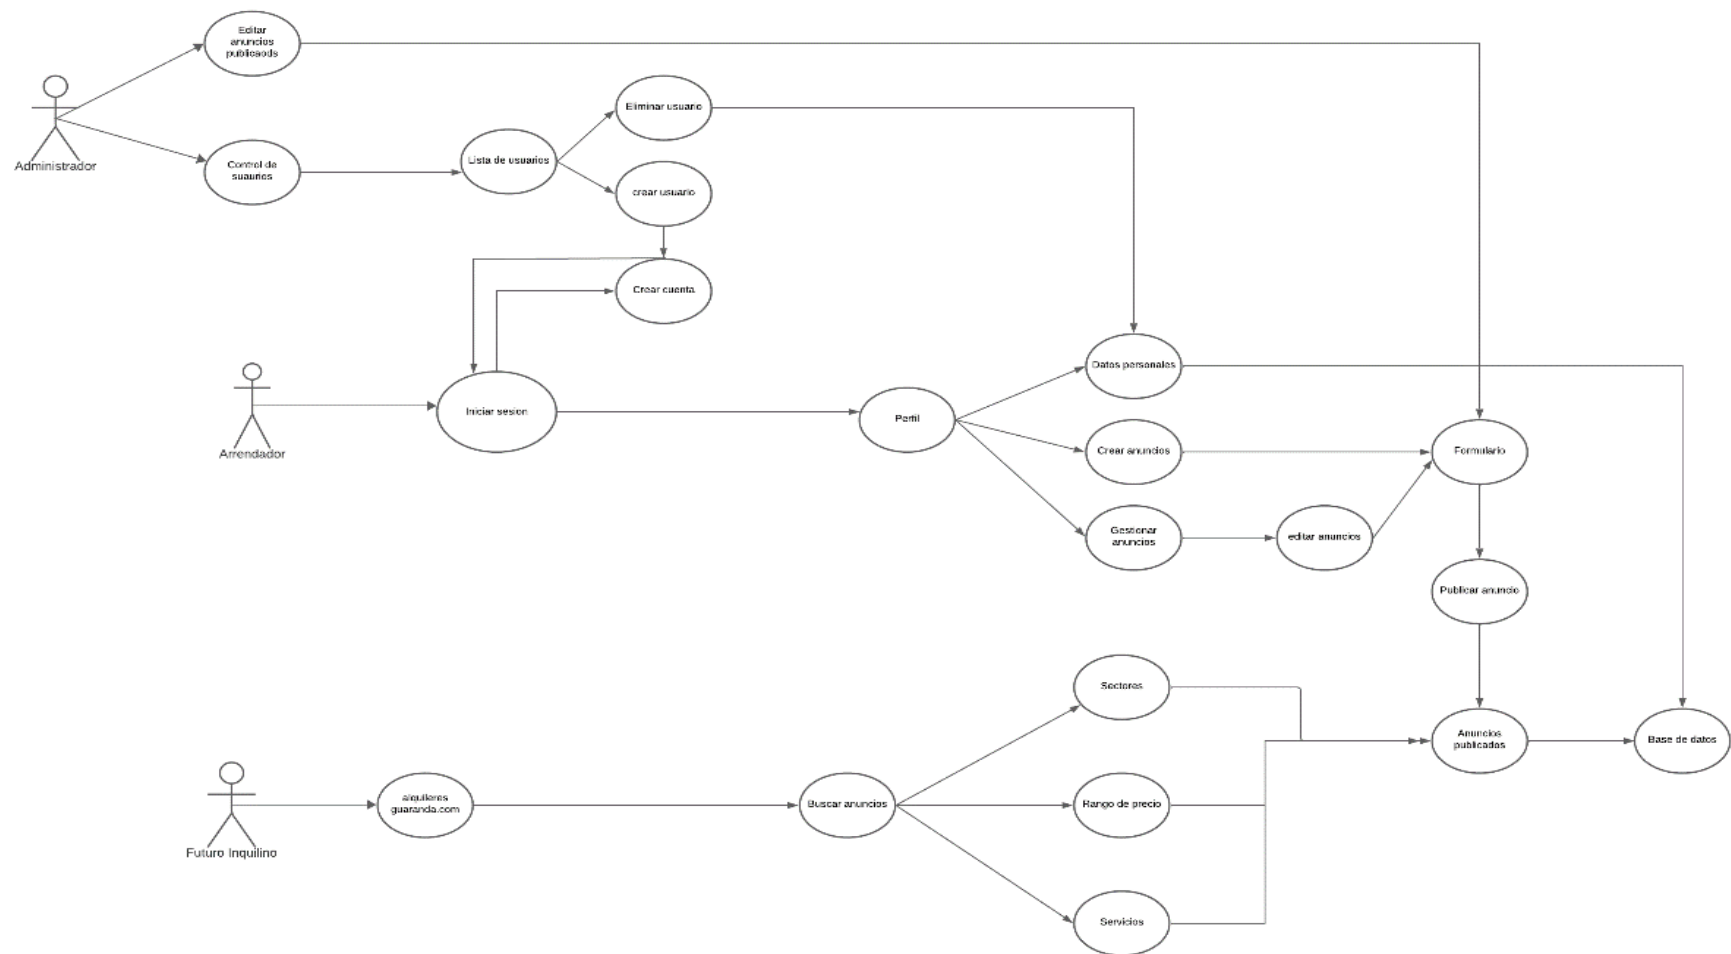 Editar
anuncios
publicaods
Administrador
Control de
suaurios
Lista de usuarios
Eliminar usuario
crear usuario
Crear cuenta
Arrendador
Iniciar sesion
Perfil
Datos personales
Crear anuncios
Formulario
Gestionar
anuncios
editar anuncios
Publicar anuncio
Sectores
Anuncios
publicados
Base de datos
Futuro Inquilino
alquileres
guaranda.com
Buscar anuncios
Rango de precio
Servicios